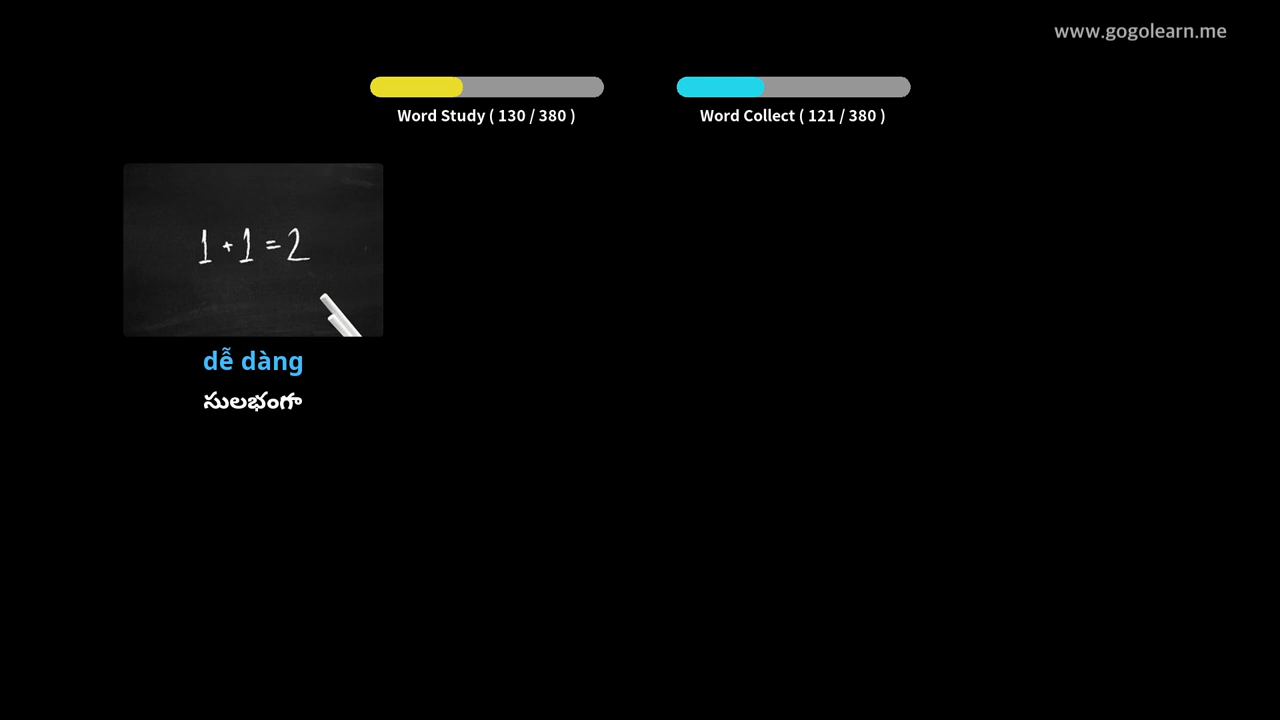 www.gogolearn.me
Word Study ( 130 / 380 )
Word Collect ( 121 / 380 )
1 + 1 = 2
dễ dàng
సులభంగా